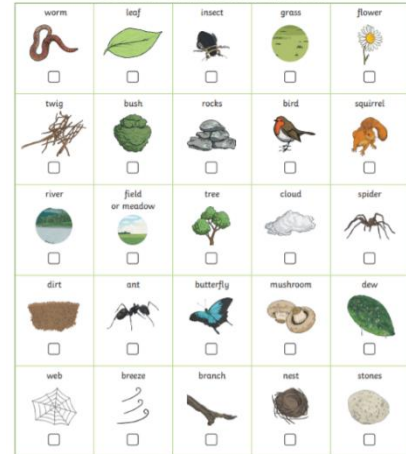 worm leaf insect grass flower
twig bush rocks bird squirrel
river field or meadow tree cloud spider
dirt ant butterfly mushroom dew
web breeze branch nest stones